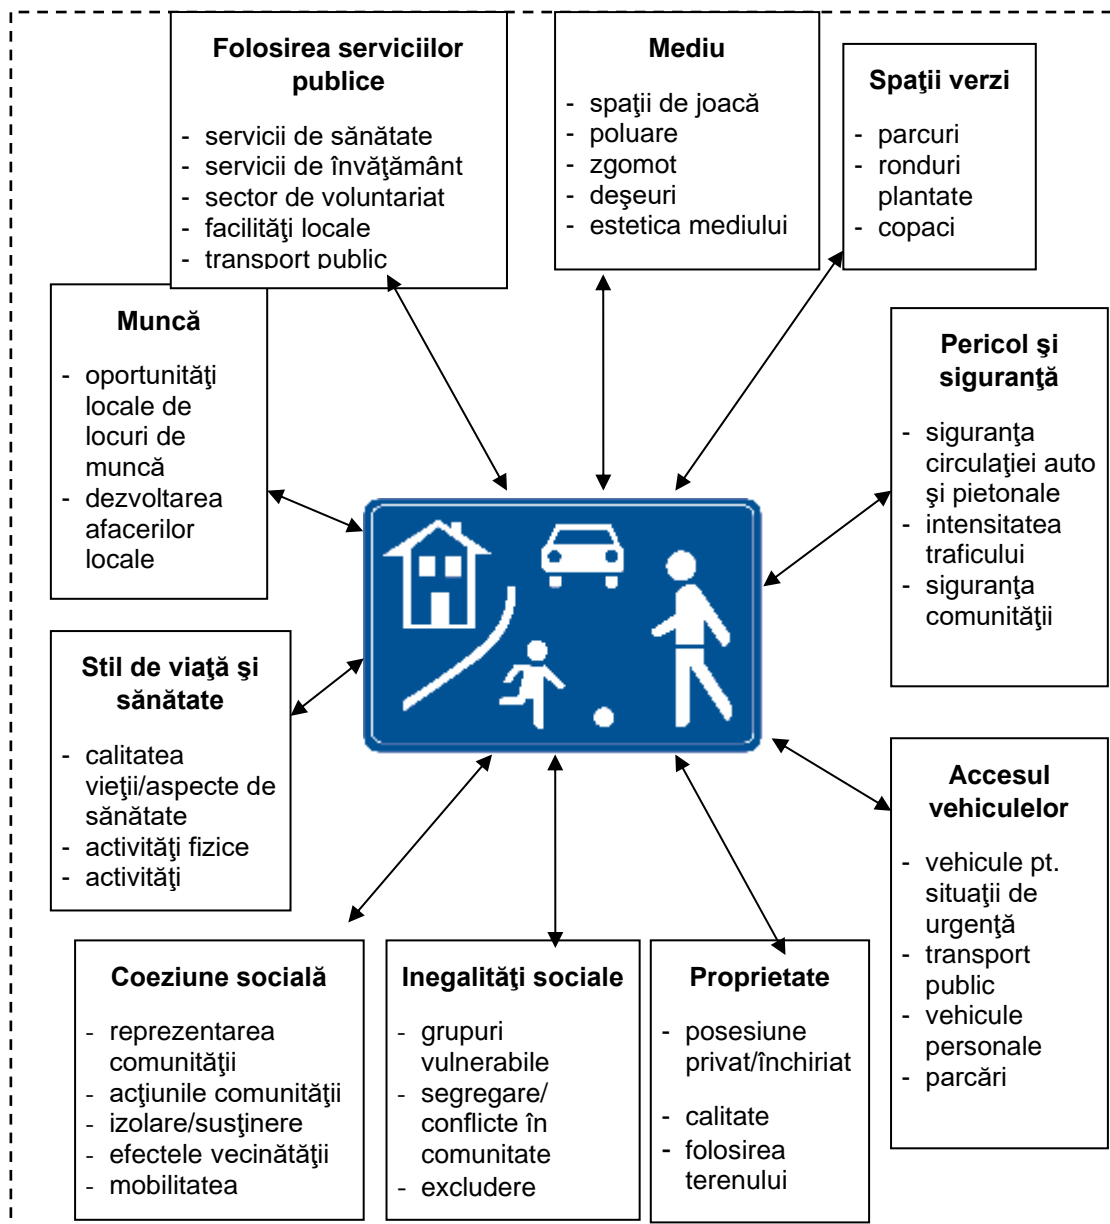 Folosirea serviciilor
publice
- servicii de sănătate
- servicii de învăţământ
- sector de voluntariat
- facilităţi locale
- transport public
Mediu
- spaţii de joacă
- poluare
- zgomot
- deşeuri
- estetica mediului
Spaţii verzi
- parcuri
- ronduri
plantate
- copaci
Muncă
- oportunităţi
locale de
locuri de
muncă
- dezvoltarea
afacerilor
locale
Pericol şi
siguranţă
- siguranţa
circulaţiei auto
şi pietonale
- intensitatea
traficului
- siguranţa
comunităţii
Stil de viaţă şi
sănătate
- calitatea
vieţii/aspecte de
sănătate
- activităţi fizice
- activităţi
Accesul
vehiculelor
- vehicule pt.
situaţii de
urgenţă
- transport
public
- vehicule
personale
- parcări
Coeziune socială
- reprezentarea
comunităţii
- acţiunile comunităţii
- izolare/susţinere
- efectele vecinătăţii
- mobilitatea
Inegalităţi sociale
- grupuri
vulnerabile
- segregare/
conflicte în
comunitate
- excludere
Proprietate
- posesiune
privat/închiriat
- calitate
- folosirea
terenului